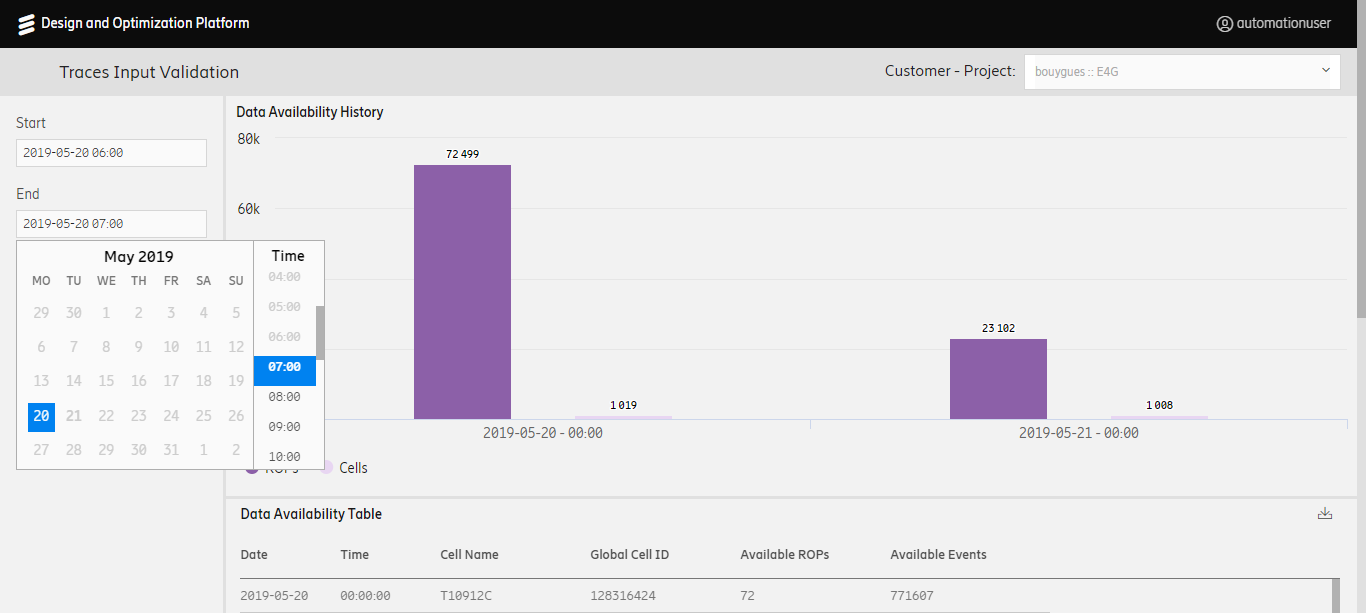 Design and Optimization Platform
automationuser
Traces Input Validation
Customer - Project:
bouygues :: E4G
Start
2019-05-20 06:00
End
2019-05-20 07:00
May 2019
MO TU WE TH FR SA SU
29 30 1 2 3 4 5
6 7 8 9 10 11 12
13 14 15 16 17 18 19
20 21 22 23 24 25 26
27 28 29 30 31 1 2
Time
04:00
05:00
06:00
07:00
08:00
09:00
10:00
Data Availability History
80k
60k
72 499
1 019
23 102
1 008
2019-05-20 - 00:00
2019-05-21 - 00:00
ROPs
Cells
Data Availability Table
Date Time Cell Name Global Cell ID Available ROPs Available Events
2019-05-20 00:00:00 T10912C 128316424 72 771607